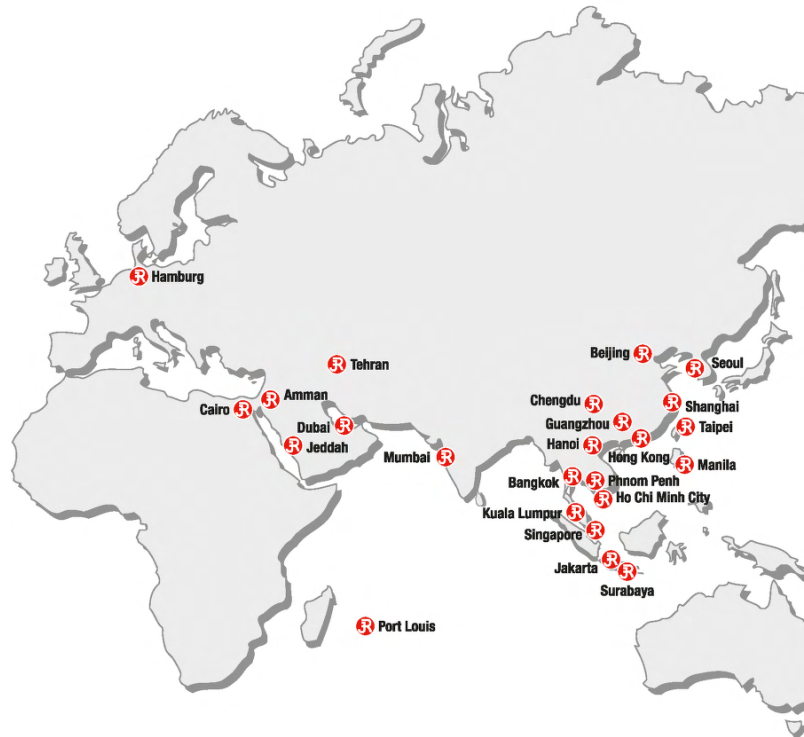 Hamburg
Tehran
Beijing
Seoul
Amman
Chengdu
Shanghai
Cairo
Guangzhou
Dubai
Taipei
Hanoi
Jeddah
Hong Kong
Mumbai
Manila
Bangkok
Phnom Penh
Ho Chi Minh City
Kuala Lumpur
Singapore
Jakarta
Surabaya
Port Louis